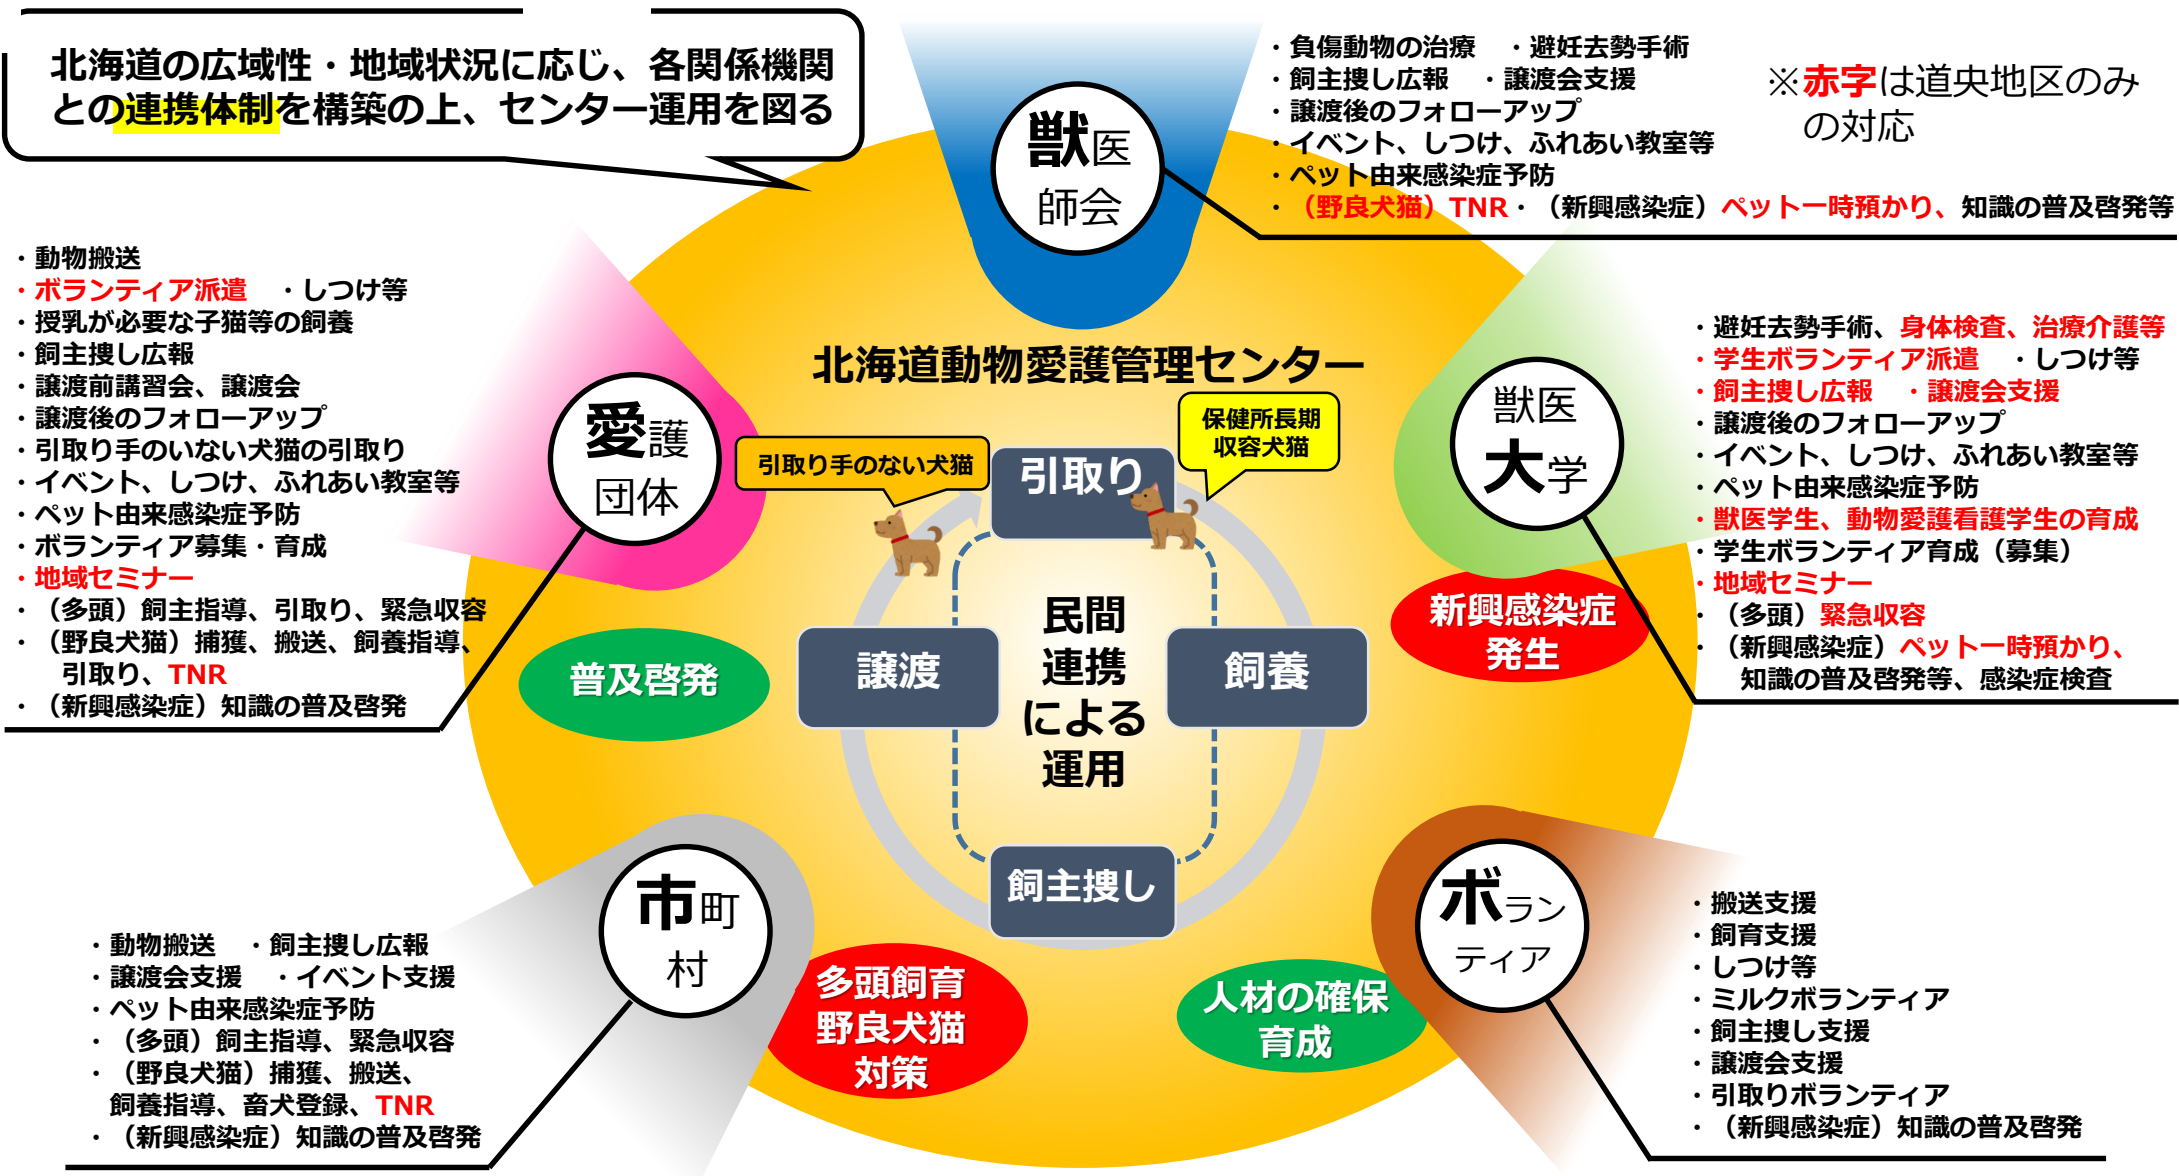 北海道の広域性・地域状況に応じ、各関係機関
との連携体制を構築の上、センター運用を図る
獣医
師会
・負傷動物の治療　・避妊去勢手術
・飼主捜し広報　・譲渡会支援
・譲渡後のフォローアップ
・イベント、しつけ、ふれあい教室等
・ペット由来感染症予防
・（野良犬猫）TNR・（新興感染症）ペット一時預かり、知識の普及啓発等
※赤字は道央地区のみ
の対応
・動物搬送
・ボランティア派遣　・しつけ等
・授乳が必要な子猫等の飼養
・飼主捜し広報
・譲渡前講習会、譲渡会
・譲渡後のフォローアップ
・引取り手のいない犬猫の引取り
・イベント、しつけ、ふれあい教室等
・ペット由来感染症予防
・ボランティア募集・育成
・地域セミナー
・（多頭）飼主指導、引取り、緊急収容
・（野良犬猫）捕獲、搬送、飼養指導、
引取り、TNR
・（新興感染症）知識の普及啓発
愛護
団体
北海道動物愛護管理センター
引取り手のない犬猫
保健所長期
収容犬猫
引取り
譲渡
飼養
飼主捜し
民間
連携
による
運用
獣医
大学
・避妊去勢手術、身体検査、治療介護等
・学生ボランティア派遣　・しつけ等
・飼主捜し広報　・譲渡会支援
・譲渡後のフォローアップ
・イベント、しつけ、ふれあい教室等
・ペット由来感染症予防
・獣医学生、動物愛護看護学生の育成
・学生ボランティア育成（募集）
・地域セミナー
・（多頭）緊急収容
・（新興感染症）ペット一時預かり、
知識の普及啓発等、感染症検査
普及啓発
新興感染症
発生
市町
村
・動物搬送　・飼主捜し広報
・譲渡会支援　・イベント支援
・ペット由来感染症予防
・（多頭）飼主指導、緊急収容
・（野良犬猫）捕獲、搬送、
飼養指導、畜犬登録、TNR
・（新興感染症）知識の普及啓発
多頭飼育
野良犬猫
対策
人材の確保
育成
ボラン
ティア
・搬送支援
・飼育支援
・しつけ等
・ミルクボランティア
・飼主捜し支援
・譲渡会支援
・引取りボランティア
・（新興感染症）知識の普及啓発